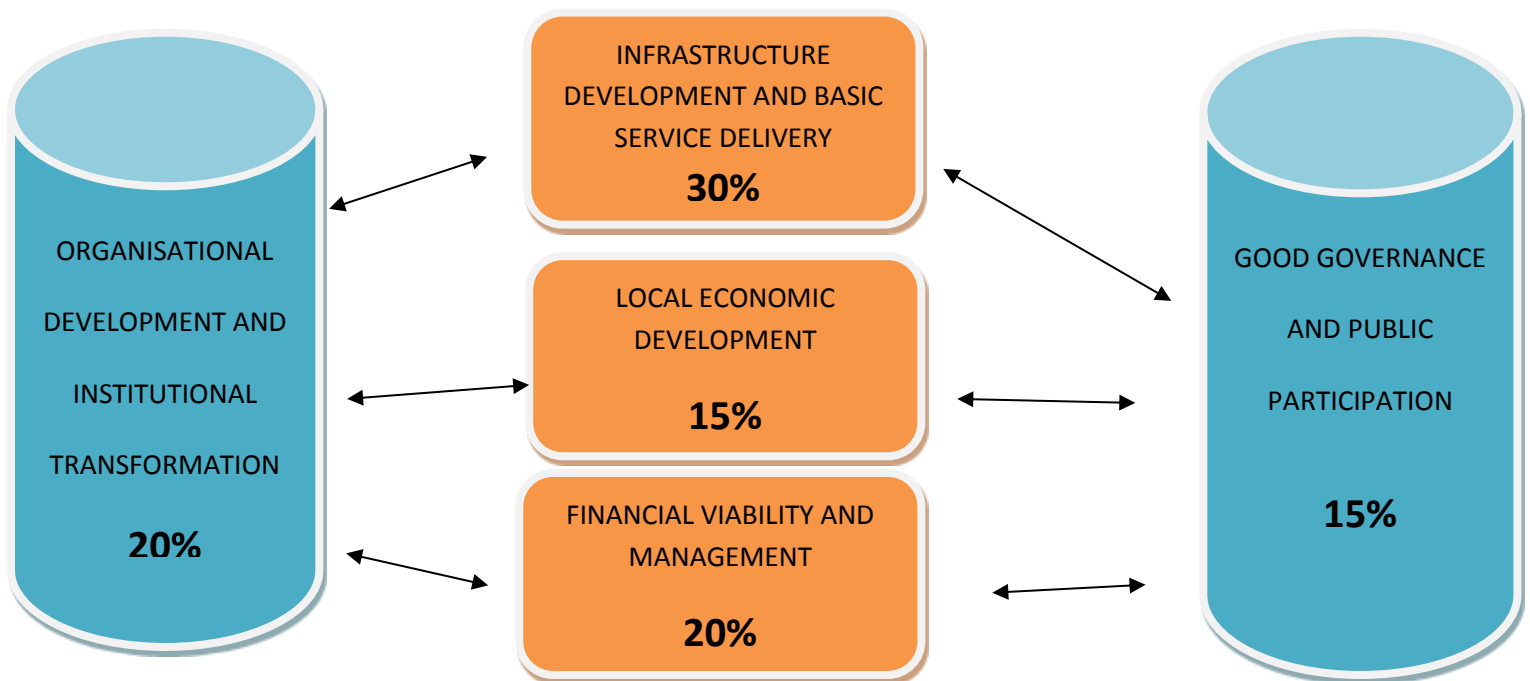 ORGANISATIONAL
DEVELOPMENT AND
INSTITUTIONAL
TRANSFORMATION
20%
INFRASTRUCTURE
DEVELOPMENT AND BASIC
SERVICE DELIVERY
30%
LOCAL ECONOMIC
DEVELOPMENT
15%
FINANCIAL VIABILITY AND
MANAGEMENT
20%
GOOD GOVERNANCE
AND PUBLIC
PARTICIPATION
15%